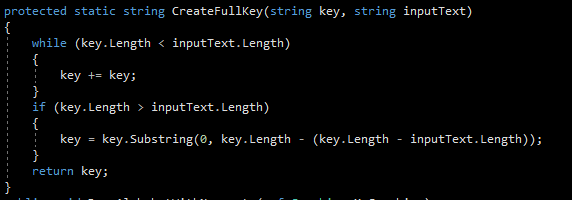 protected static string CreateFullKey(string key, string inputText)
{
while (key.Length < inputText.Length)
{
key += key;
}
if (key.Length > inputText.Length)
{
key = key.Substring(0, key.Length - (key.Length - inputText.Length));
}
return key;
}